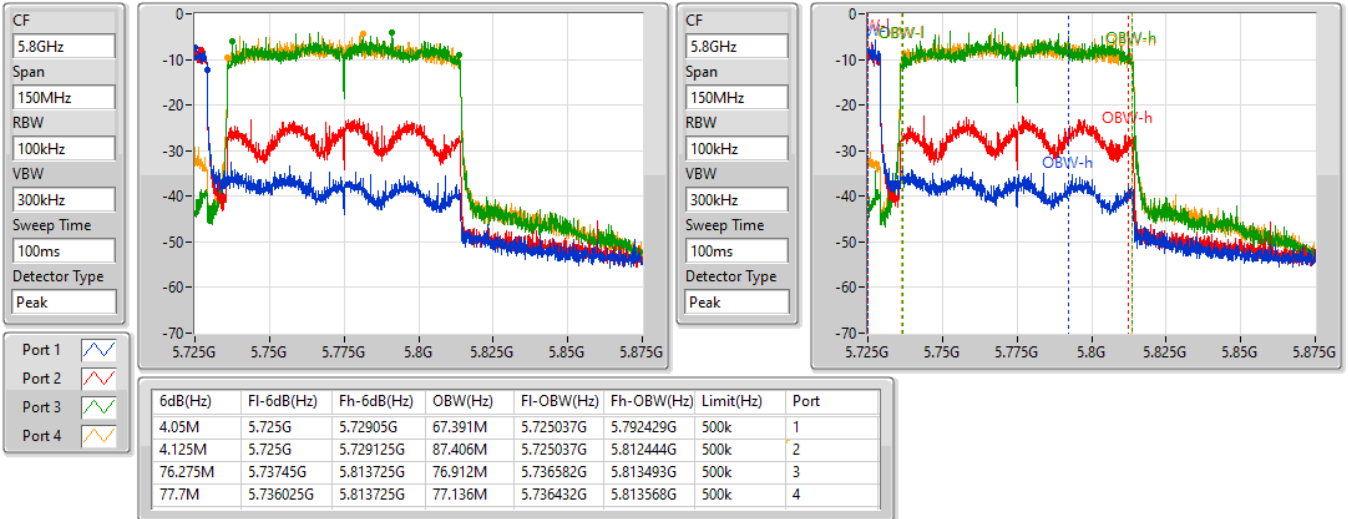 CF
5.8GHz
Span
150MHz
RBW
100kHz
VBW
300kHz
Sweep Time
100ms
Detector Type
Peak
0
-10
-20
-30
-40
-50
-60
-70
5.725G 5.75G 5.775G 5.8G 5.825G 5.85G 5.875G
CF
5.8GHz
Span
150MHz
RBW
100kHz
VBW
300kHz
Sweep Time
100ms
Detector Type
Peak
0
-10
-20
-30
-40
-50
-60
-70
OBW-l
OBW-h
OBW-h
OBW-h
5.725G 5.75G 5.775G 5.8G 5.825G 5.85G 5.875G
Port 1
Port 2
Port 3
Port 4
6dB(Hz) Fl-6dB(Hz) Fh-6dB(Hz) OBW(Hz) Fl-OBW(Hz) Fh-OBW(Hz) Limit(Hz) Port
4.05M 5.725G 5.72905G 67.391M 5.725037G 5.792429G 500k 1
4.125M 5.725G 5.729125G 87.406M 5.725037G 5.812444G 500k 2
76.275M 5.73745G 5.813725G 76.912M 5.736582G 5.813493G 500k 3
77.7M 5.736025G 5.813725G 77.136M 5.736432G 5.813568G 500k 4